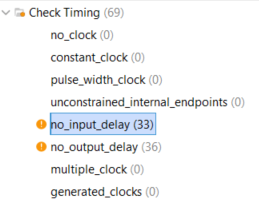 Check Timing (69)
no_clock (0)
constant_clock (0)
pulse_width_clock (0)
unconstrained_internal_endpoints (0)
no_input_delay (33)
no_output_delay (36)
multiple_clock (0)
generated_clocks (0)